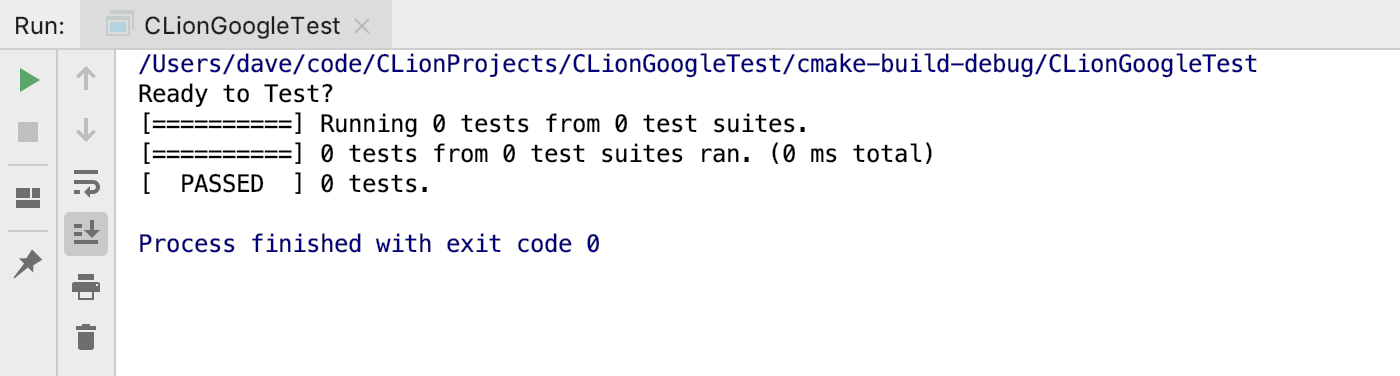 Run: CLionGoogleTest
/Users/dave/code/CLionProjects/CLionGoogleTest/cmake-build-debug/CLionGoogleTest
Ready to Test?
[==========] Running 0 tests from 0 test suites.
[==========] 0 tests from 0 test suites ran. (0 ms total)
[  PASSED  ] 0 tests.
Process finished with exit code 0